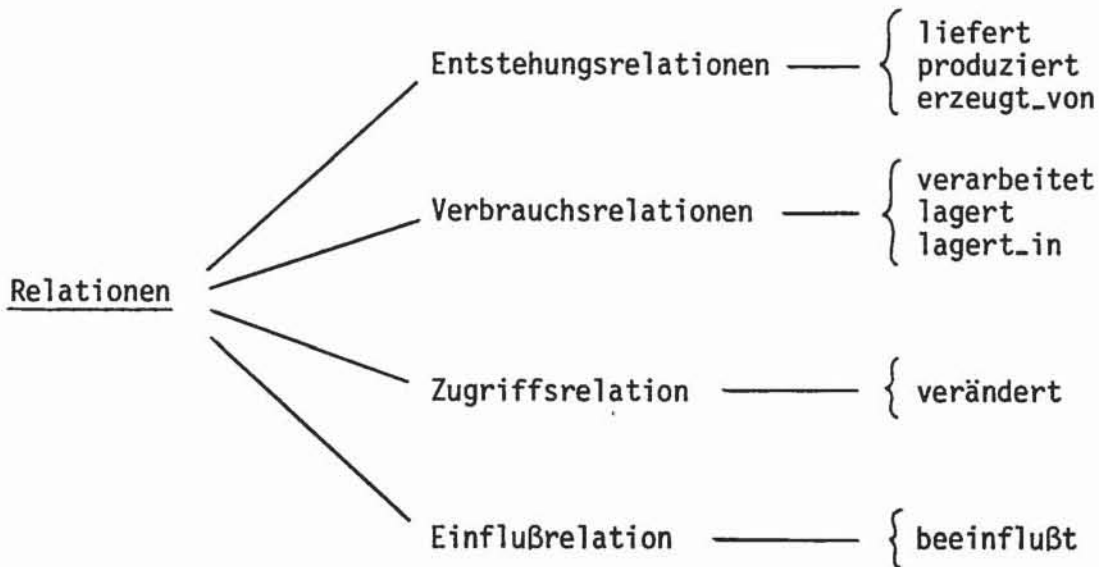 liefert
Entstehungsrelationen
produziert
erzeugt_von
verarbeitet
Verbrauchsrelationen
lagert
lagert_in
Relationen
Zugriffsrelation
verändert
Einflußrelation
beeinflußt